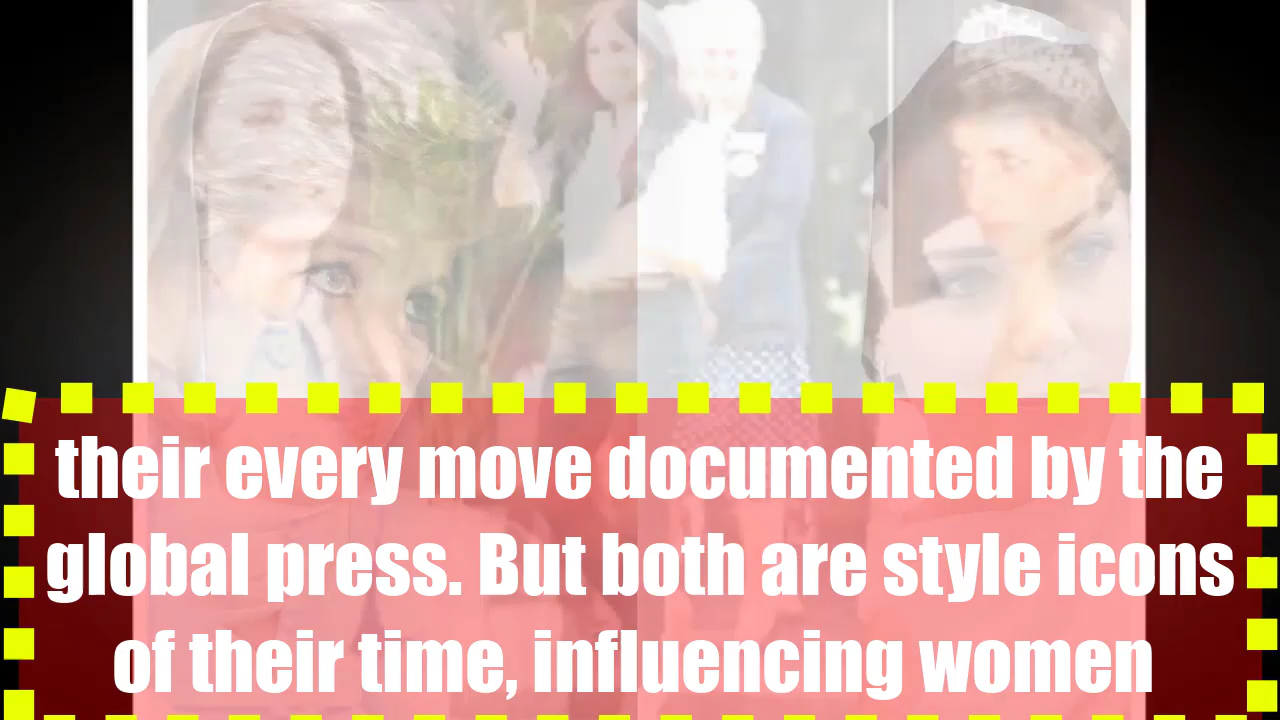 their every move documented by the
global press. But both are style icons
of their time, influencing women